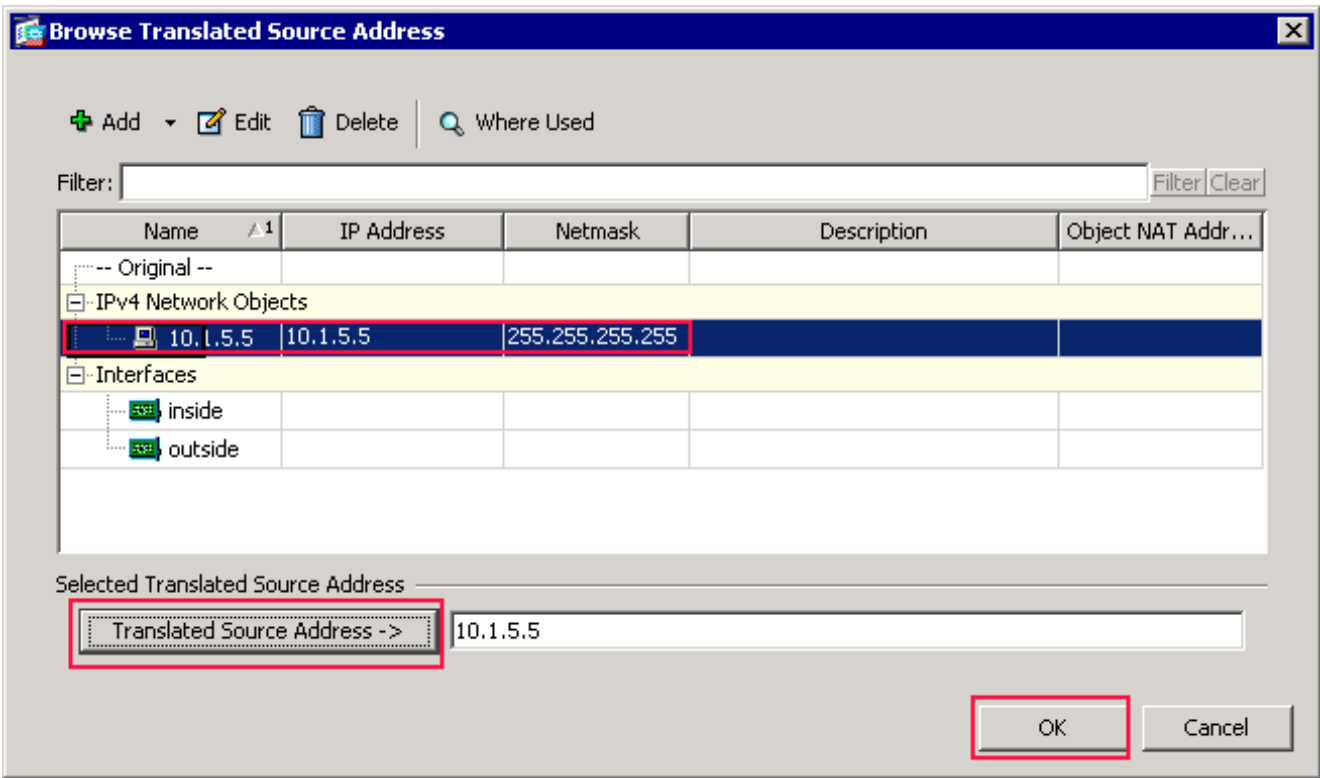 Browse Translated Source Address
Add Edit Delete Where Used
Filter: Filter Clear
Name 1 IP Address Netmask Description Object NAT Addr...
-- Original --
IPv4 Network Objects
10.1.5.5 10.1.5.5 255.255.255.255
Interfaces
inside
outside
Selected Translated Source Address
Translated Source Address -> 10.1.5.5
OK Cancel